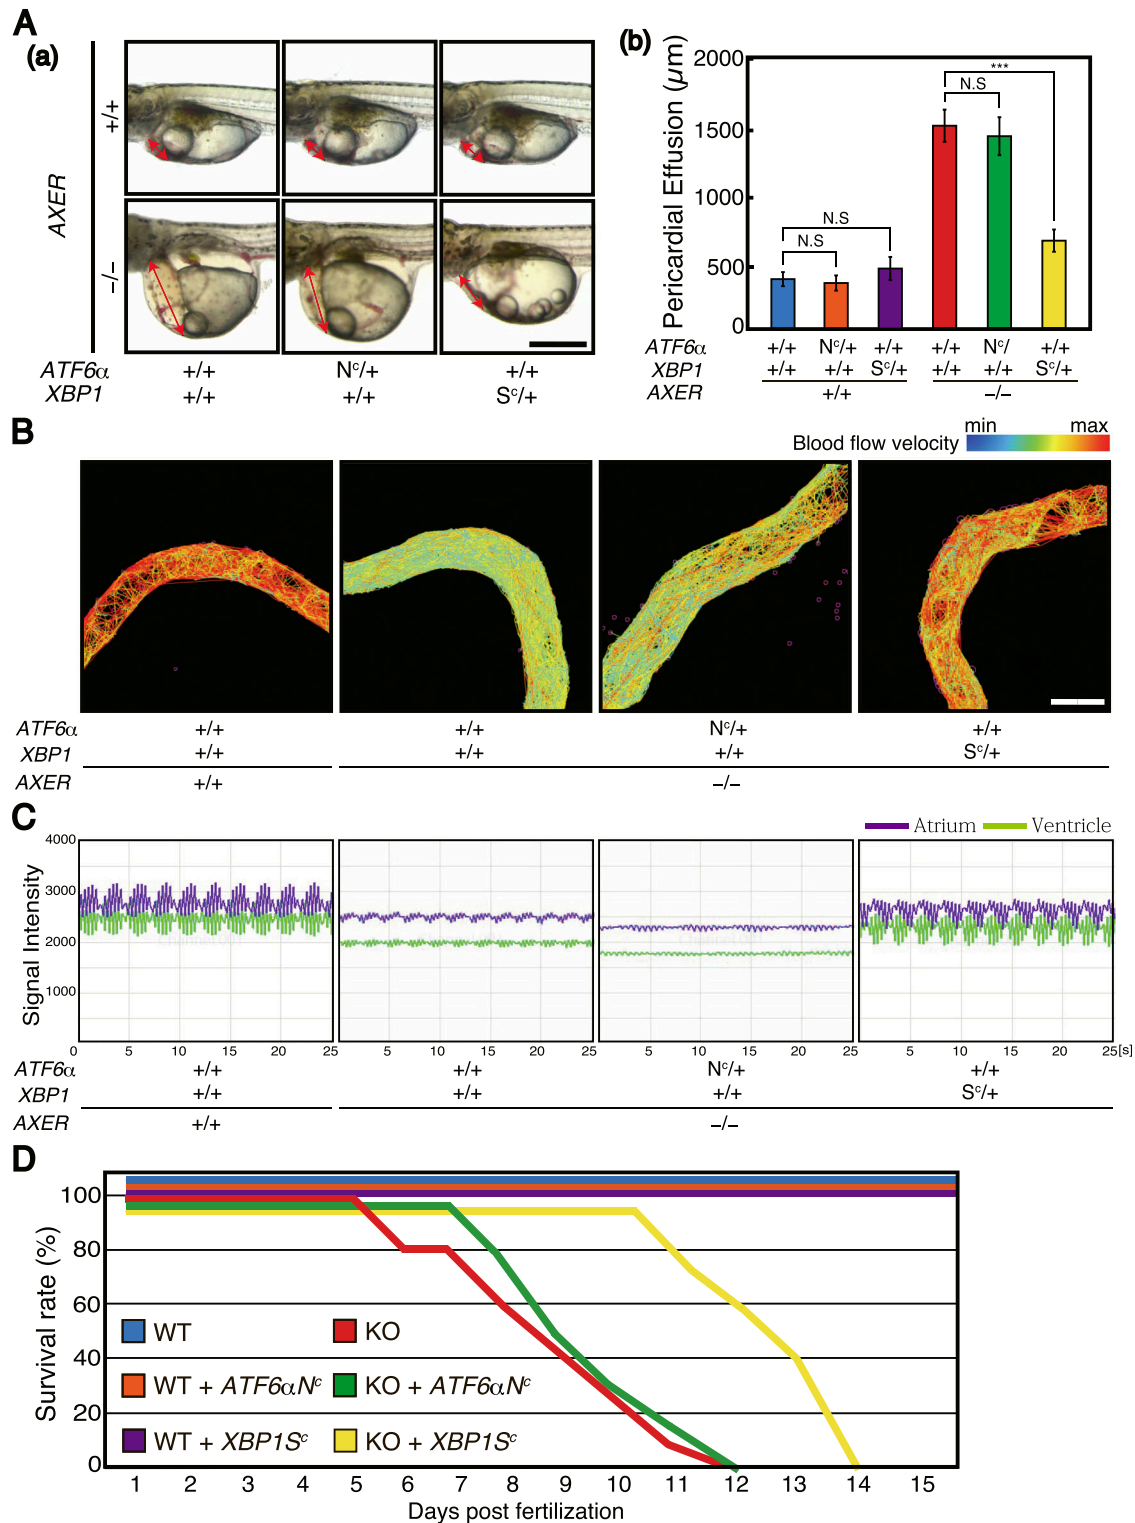 A
(a)
AXER
+/+
–/–
ATF6α +/+ Nᶜ/+ +/+
XBP1 +/+ +/+ Sᶜ/+
(b)
Pericardial Effusion (µm)
2000
1500
1000
500
0
N.S
N.S
N.S
***
ATF6α +/+ Nᶜ/+ +/+ +/+ Nᶜ/ +/+
XBP1 +/+ +/+ Sᶜ/+ +/+ +/+ Sᶜ/+
AXER +/+ –/–
B
min max
Blood flow velocity
ATF6α +/+ +/+ Nᶜ/+ +/+
XBP1 +/+ +/+ +/+ Sᶜ/+
AXER +/+ –/–
C
Atrium Ventricle
Signal Intensity
4000
3000
2000
1000
0 5 10 15 20 25 5 10 15 20 25 5 10 15 20 25 5 10 15 20 25[s]
ATF6α +/+ +/+ Nᶜ/+ +/+
XBP1 +/+ +/+ +/+ Sᶜ/+
AXER +/+ –/–
D
Survival rate (%)
100
80
60
40
20
0
WT KO
WT + ATF6αNᶜ KO + ATF6αNᶜ
WT + XBP1Sᶜ KO + XBP1Sᶜ
1 2 3 4 5 6 7 8 9 10 11 12 13 14 15
Days post fertilization